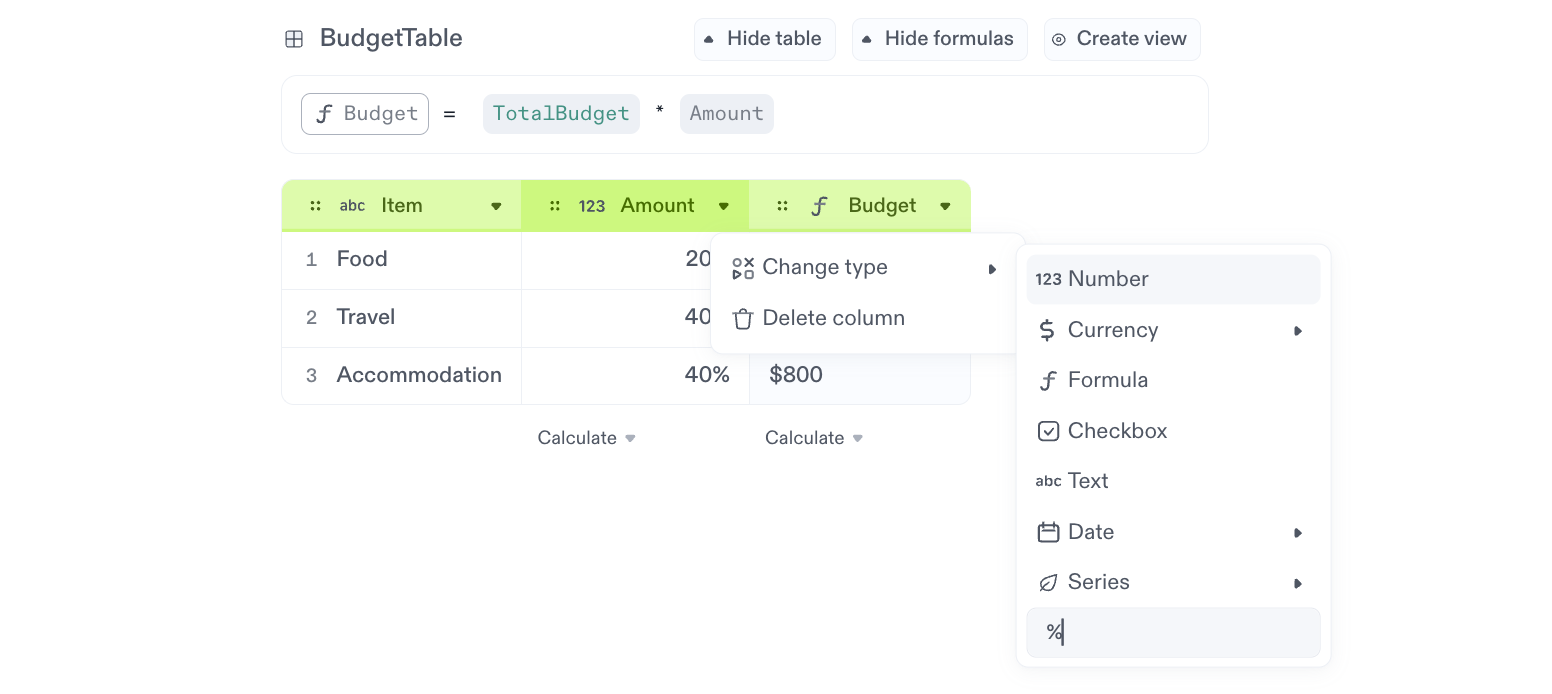 BudgetTable
Hide table
Hide formulas
Create view
ƒ Budget = TotalBudget * Amount
abc Item
123 Amount
ƒ Budget
1 Food 20
2 Travel 40
3 Accommodation 40% $800
Calculate
Calculate
Change type
Delete column
123 Number
$ Currency
ƒ Formula
Checkbox
abc Text
Date
Series
%